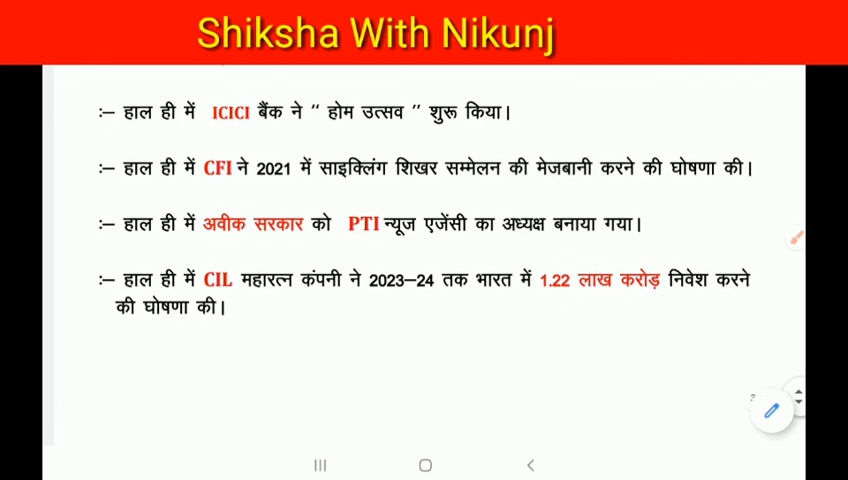 Shiksha With Nikunj
:– हाल ही में ICICI बैंक ने “ होम उत्सव ” शुरू किया।
:– हाल ही में CFI ने 2021 में साइक्लिंग शिखर सम्मेलन की मेजबानी करने की घोषणा की।
:– हाल ही में अवीक सरकार को PTI न्यूज एजेंसी का अध्यक्ष बनाया गया।
:– हाल ही में CIL महारत्न कंपनी ने 2023–24 तक भारत में 1.22 लाख करोड़ निवेश करने
की घोषणा की।